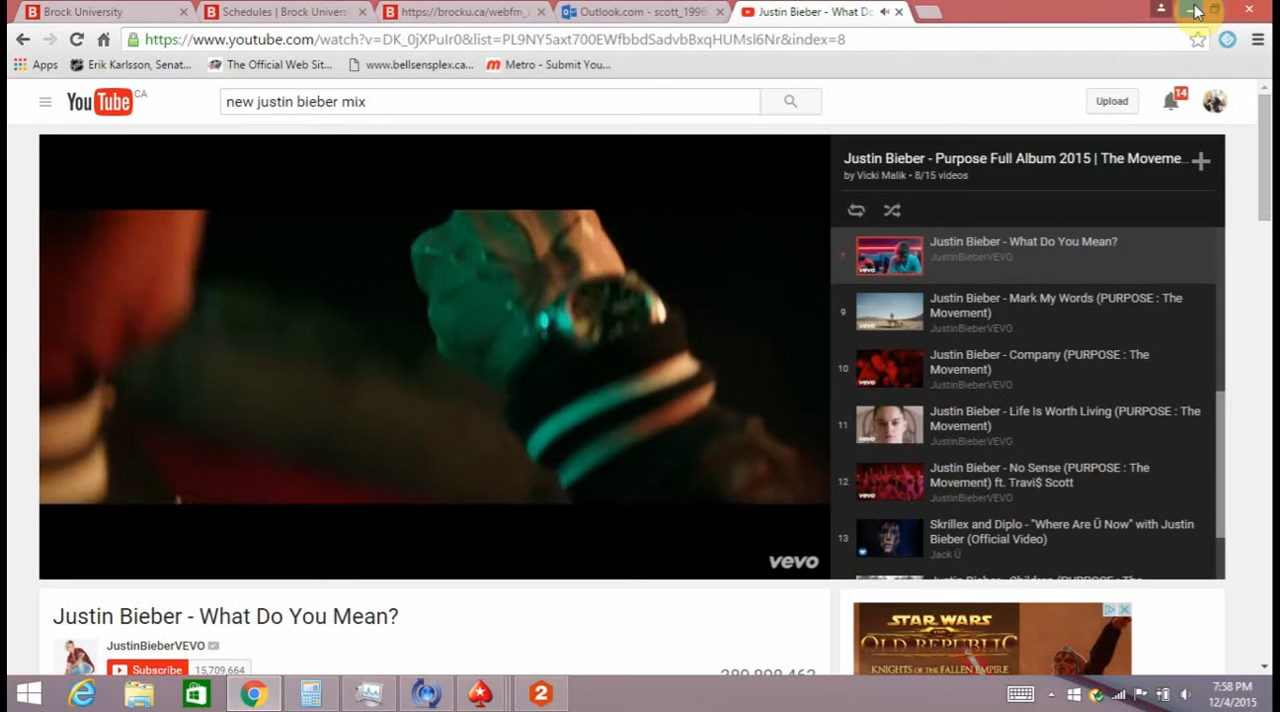 Brock University
Schedules | Brock Universi
https://brocku.ca/webfm_
Outlook.com - scott_1996
Justin Bieber - What Do
https://www.youtube.com/watch?v=DK_0jXPuIr0&list=PL9NY5axt700EWfbbdSadvbBxqHUMsl6Nr&index=8
Apps
Erik Karlsson, Senat...
The Official Web Sit...
www.bellsensplex.ca...
Metro - Submit You...
YouTube CA
new justin bieber mix
Upload
14
Justin Bieber - Purpose Full Album 2015 | The Moveme...
by Vicki Malik • 8/15 videos
Justin Bieber - What Do You Mean?
JustinBieberVEVO
9
Justin Bieber - Mark My Words (PURPOSE : The
Movement)
JustinBieberVEVO
10
Justin Bieber - Company (PURPOSE : The
Movement)
JustinBieberVEVO
11
Justin Bieber - Life Is Worth Living (PURPOSE : The
Movement)
JustinBieberVEVO
12
Justin Bieber - No Sense (PURPOSE : The
Movement) ft. Travi$ Scott
JustinBieberVEVO
13
Skrillex and Diplo - "Where Are Ü Now" with Justin
Bieber (Official Video)
Jack Ü
vevo
Justin Bieber - What Do You Mean?
JustinBieberVEVO
Subscribe
15,709,664
STAR WARS
THE
OLD REPUBLIC
KNIGHTS OF THE FALLEN EMPIRE
2
7:58 PM
12/4/2015